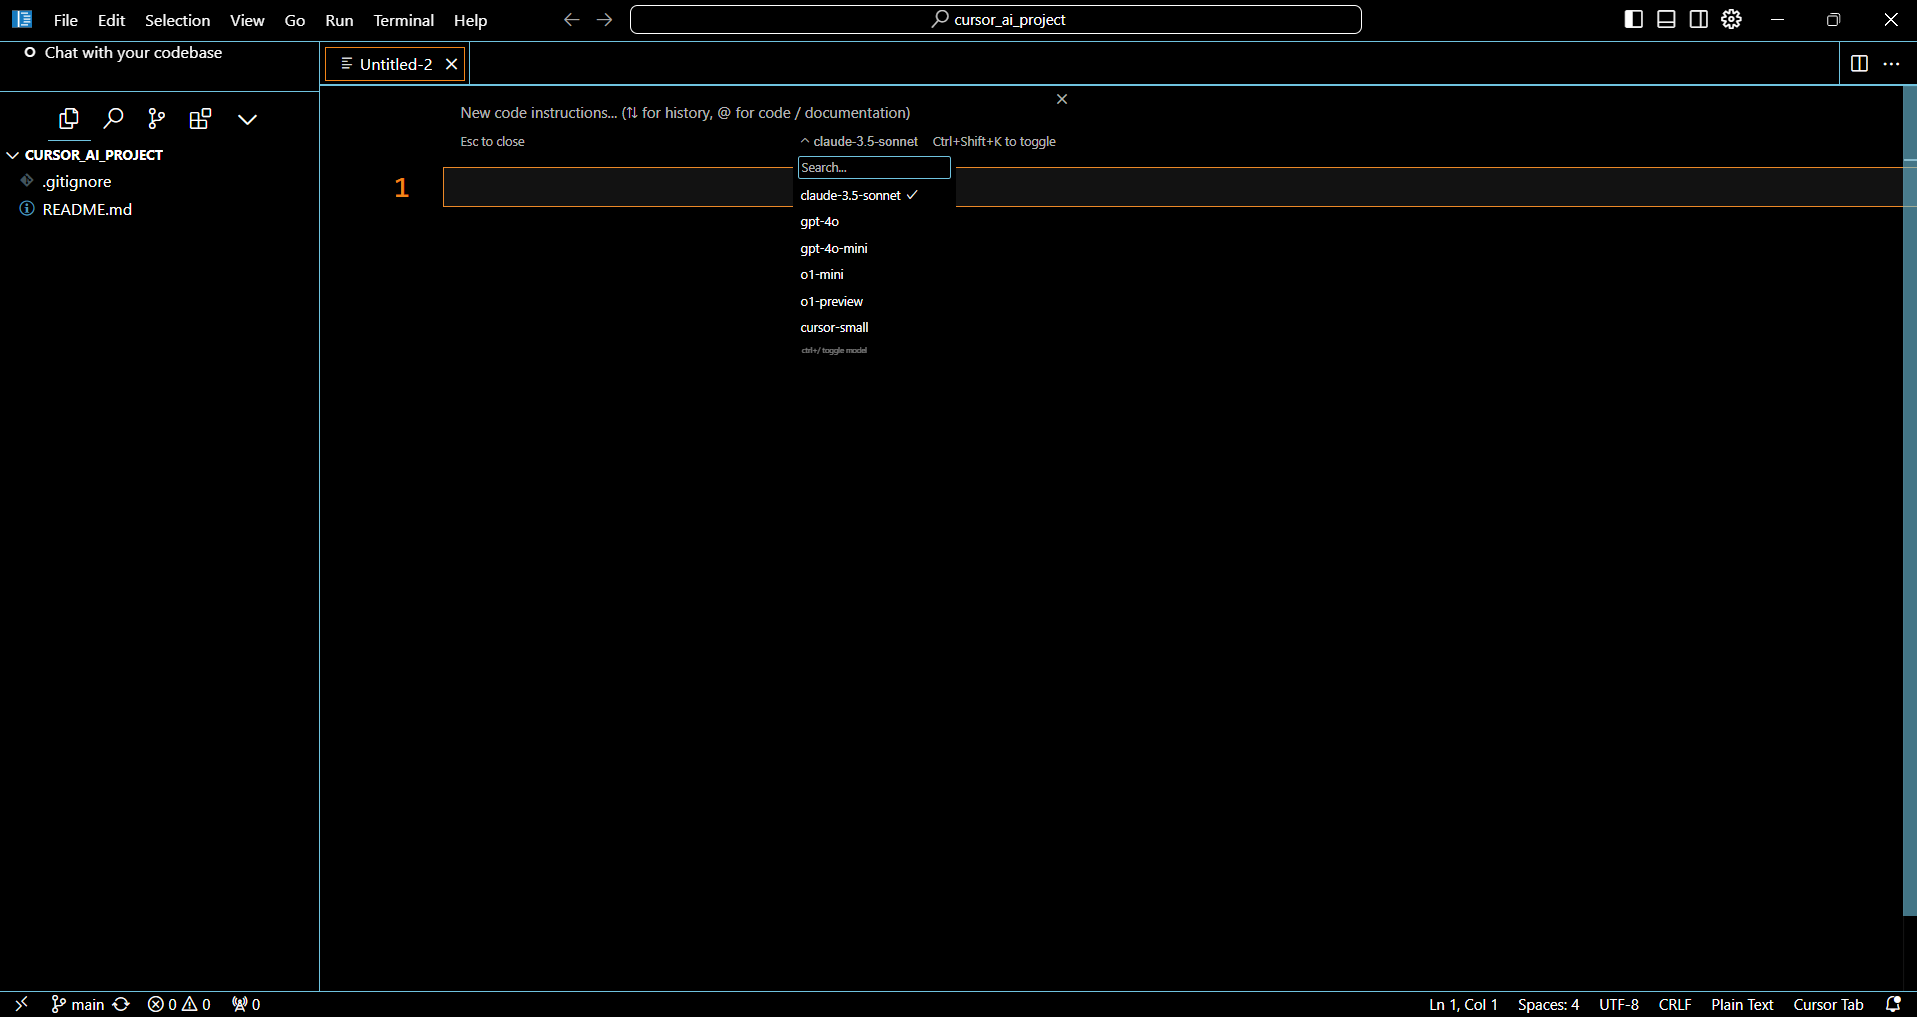 File Edit Selection View Go Run Terminal Help
cursor_ai_project
Chat with your codebase
Untitled-2
CURSOR_AI_PROJECT
.gitignore
README.md
New code instructions... (⇅ for history, @ for code / documentation)
Esc to close
claude-3.5-sonnet Ctrl+Shift+K to toggle
Search...
1
claude-3.5-sonnet
gpt-4o
gpt-4o-mini
o1-mini
o1-preview
cursor-small
ctrl+/ toggle model
main 0 0 0 Ln 1, Col 1 Spaces: 4 UTF-8 CRLF Plain Text Cursor Tab